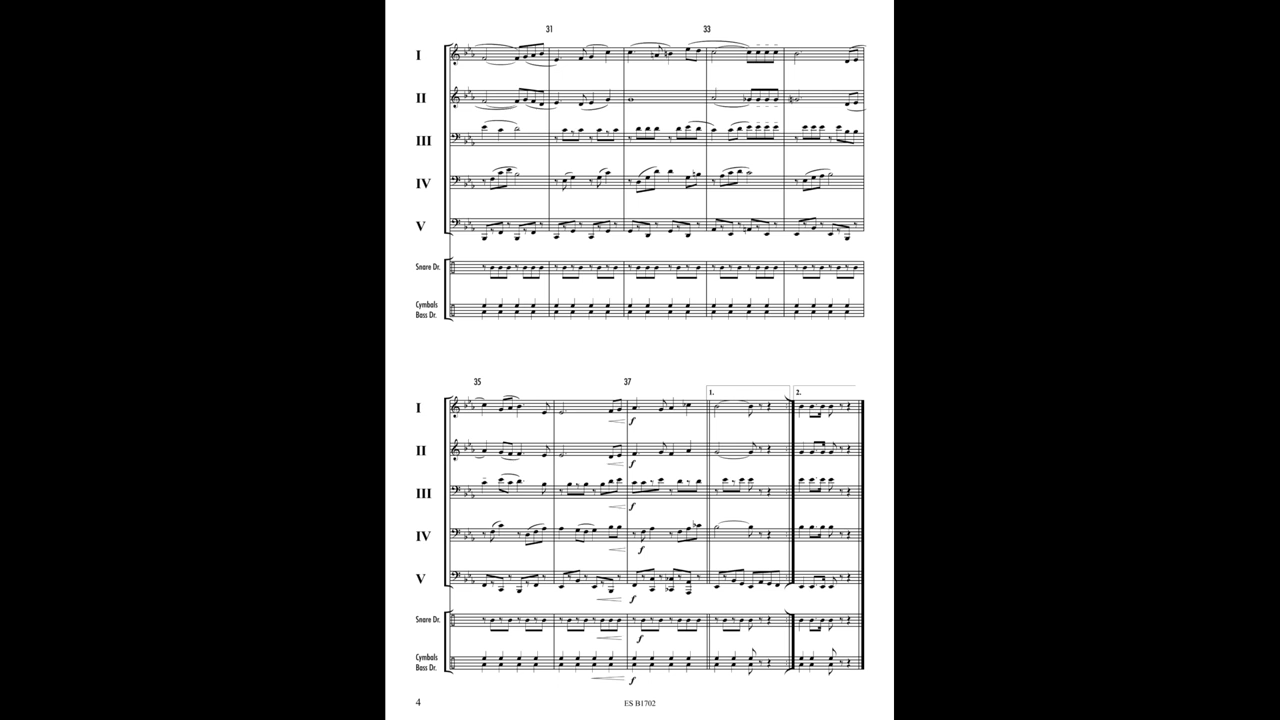 31 33
I
II
III
IV
V
Snare Dr.
Cymbals
Bass Dr.
35 37
1. 2.
I
f
II
f
III
f
IV
f
V
f
Snare Dr.
f
Cymbals
Bass Dr.
f
4 ES B1702